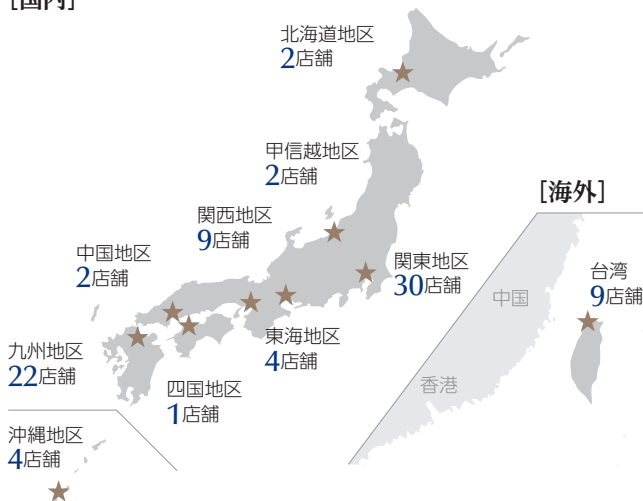 [国内]
北海道地区
2店舗
甲信越地区
2店舗
関西地区
9店舗
中国地区
2店舗
関東地区
30店舗
東海地区
4店舗
九州地区
22店舗
四国地区
1店舗
沖縄地区
4店舗
[海外]
台湾
9店舗
中国
香港